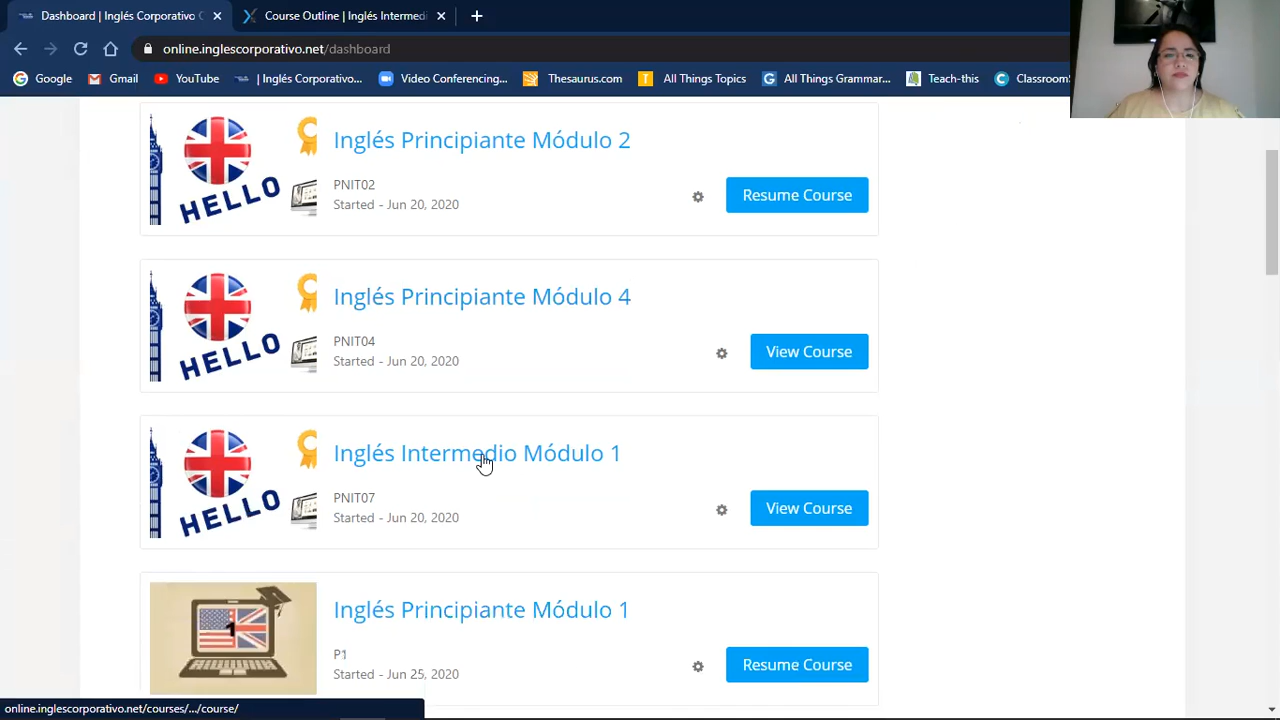 Dashboard | Inglés Corporativo
Course Outline | Inglés Intermedi
online.inglescorporativo.net/dashboard
Google
Gmail
YouTube
| Inglés Corporativo...
Video Conferencing...
Thesaurus.com
All Things Topics
All Things Grammar...
Teach-this
ClassroomS
HELLO
Inglés Principiante Módulo 2
PNIT02
Started - Jun 20, 2020
Resume Course
HELLO
Inglés Principiante Módulo 4
PNIT04
Started - Jun 20, 2020
View Course
HELLO
Inglés Intermedio Módulo 1
PNIT07
Started - Jun 20, 2020
View Course
1
Inglés Principiante Módulo 1
P1
Started - Jun 25, 2020
Resume Course
online.inglescorporativo.net/courses/.../course/